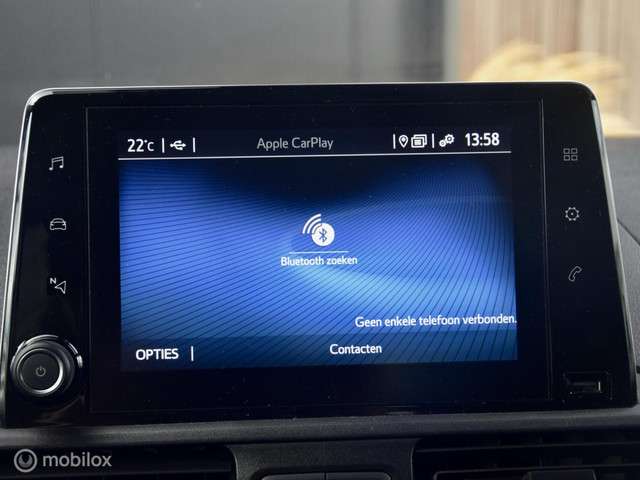 22°C
Apple CarPlay
13:58
N
Bluetooth zoeken
Geen enkele telefoon verbonden.
OPTIES
Contacten
mobilox